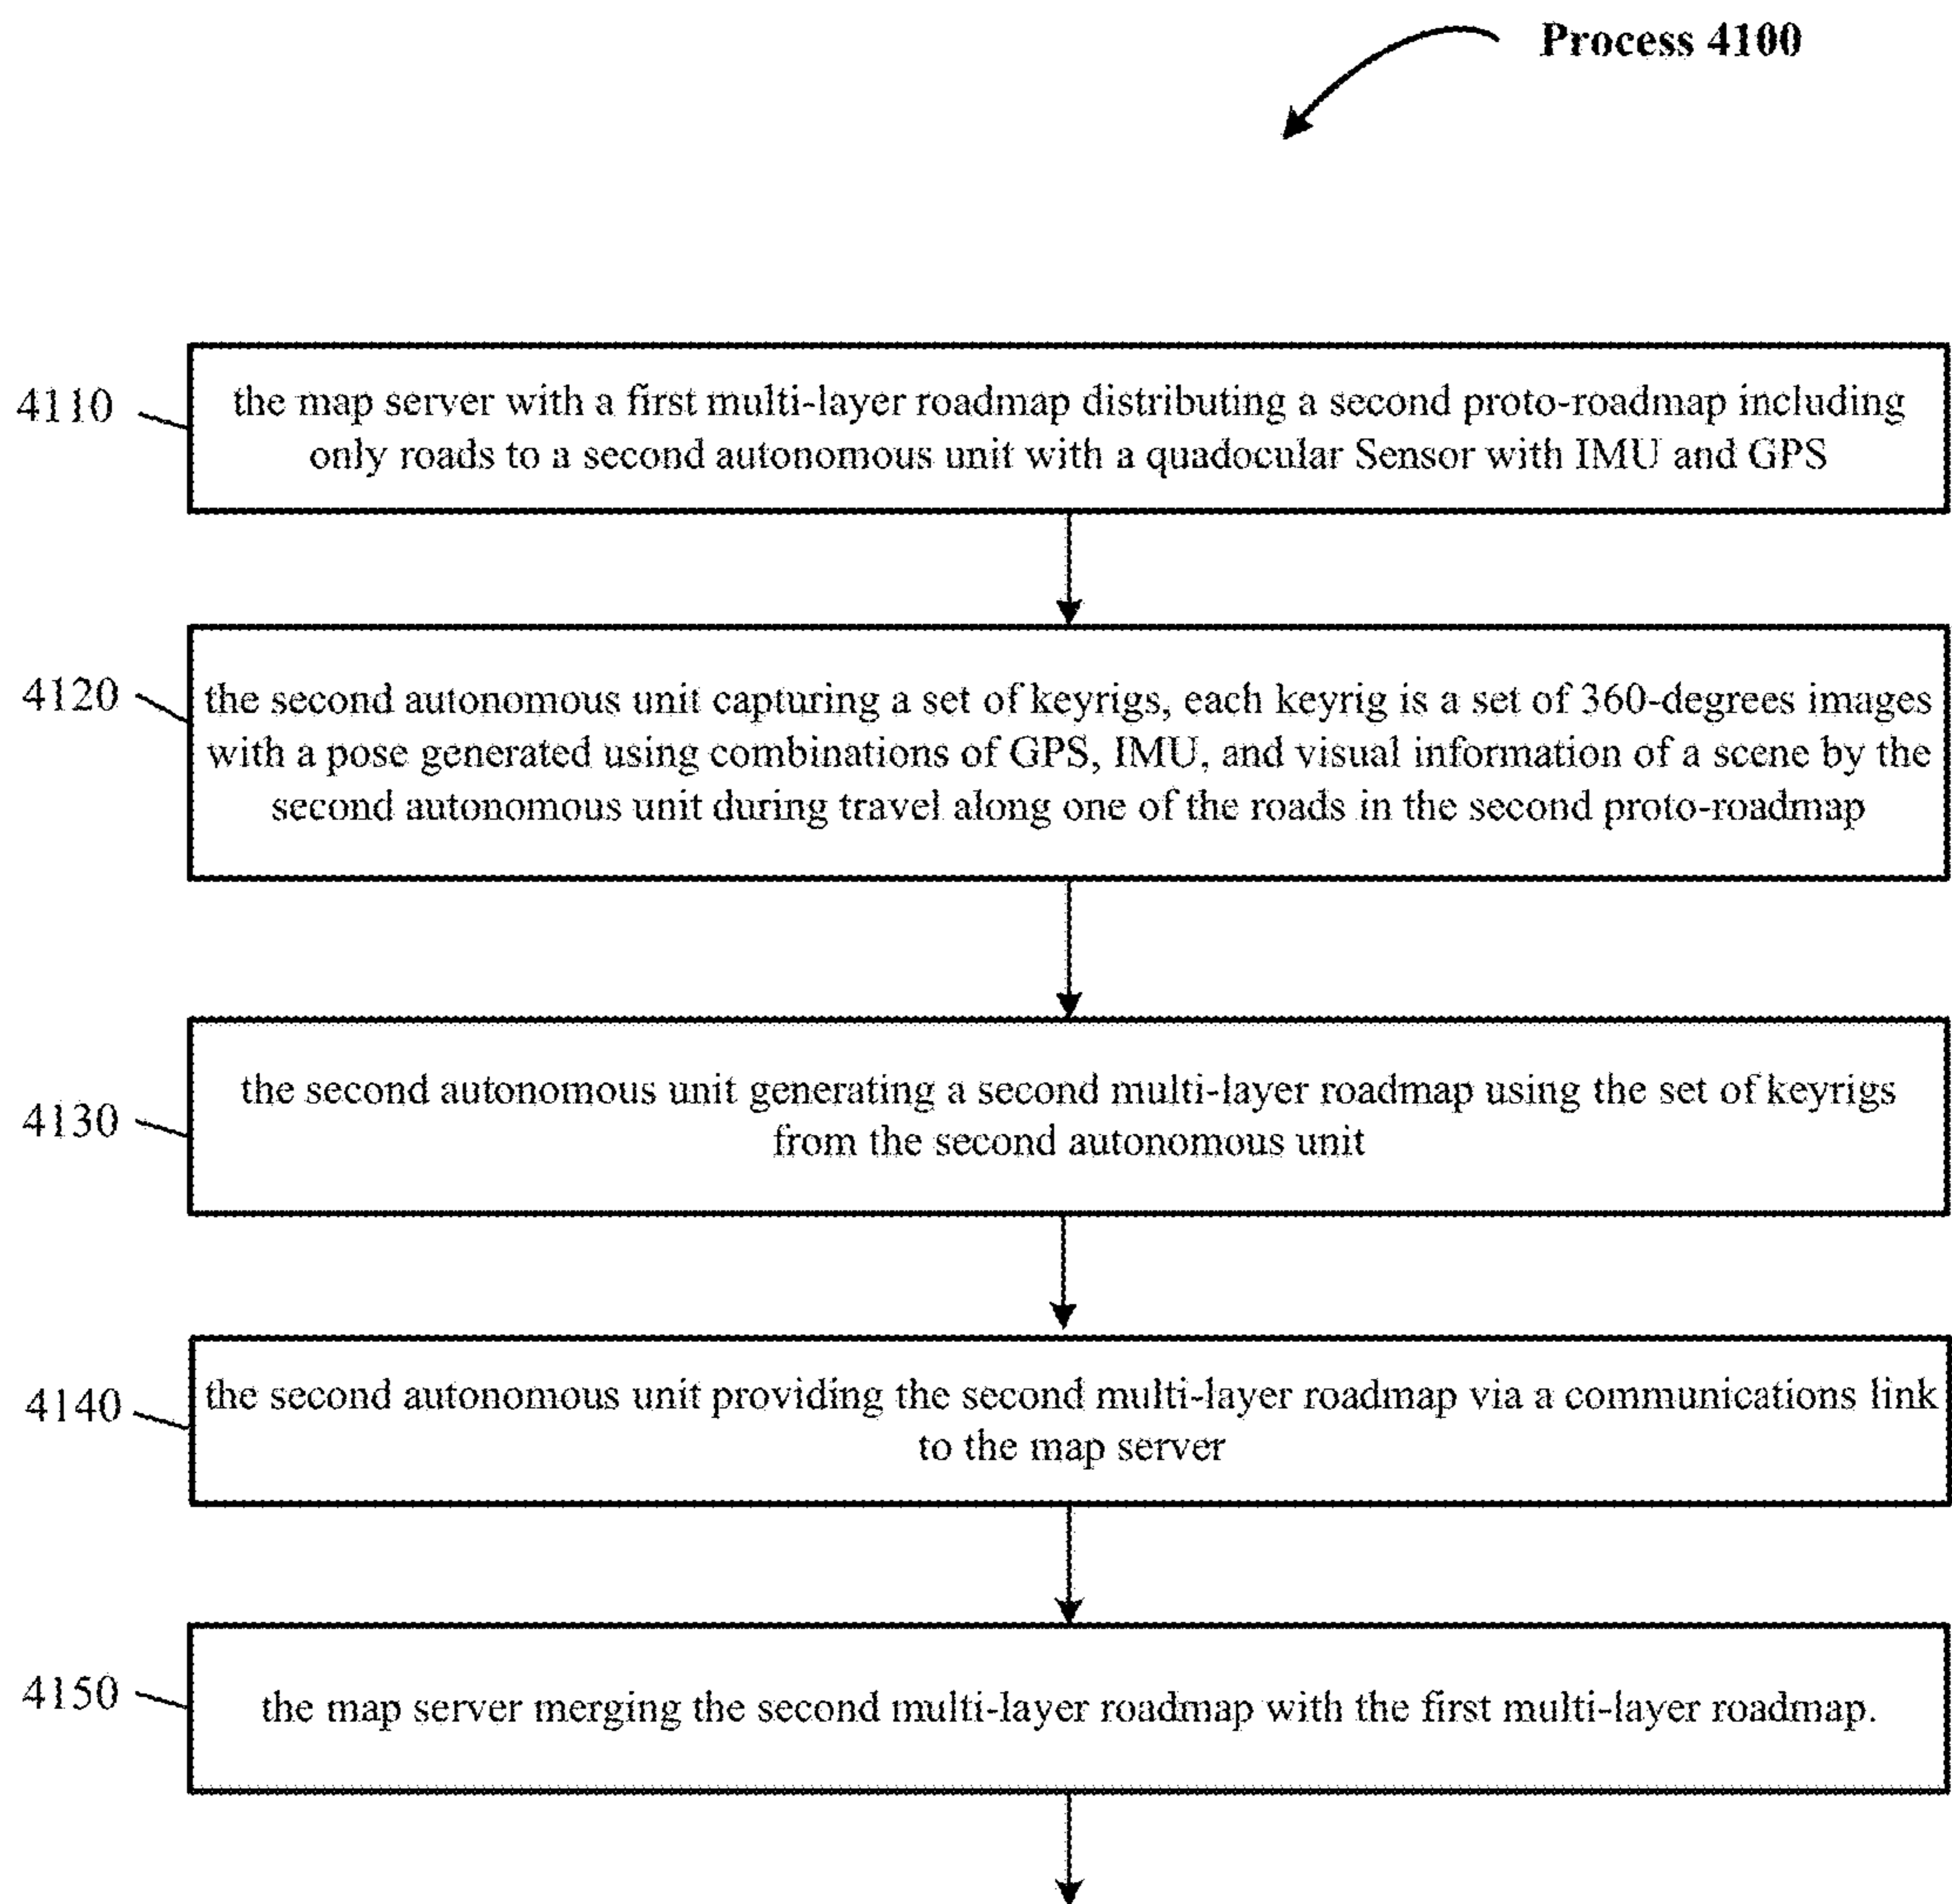 Process 4100
4110
the map server with a first multi-layer roadmap distributing a second proto-roadmap including
only roads to a second autonomous unit with a quadocular Sensor with IMU and GPS
4120
the second autonomous unit capturing a set of keyrigs, each keyrig is a set of 360-degrees images
with a pose generated using combinations of GPS, IMU, and visual information of a scene by the
second autonomous unit during travel along one of the roads in the second proto-roadmap
4130
the second autonomous unit generating a second multi-layer roadmap using the set of keyrigs
from the second autonomous unit
4140
the second autonomous unit providing the second multi-layer roadmap via a communications link
to the map server
4150
the map server merging the second multi-layer roadmap with the first multi-layer roadmap.